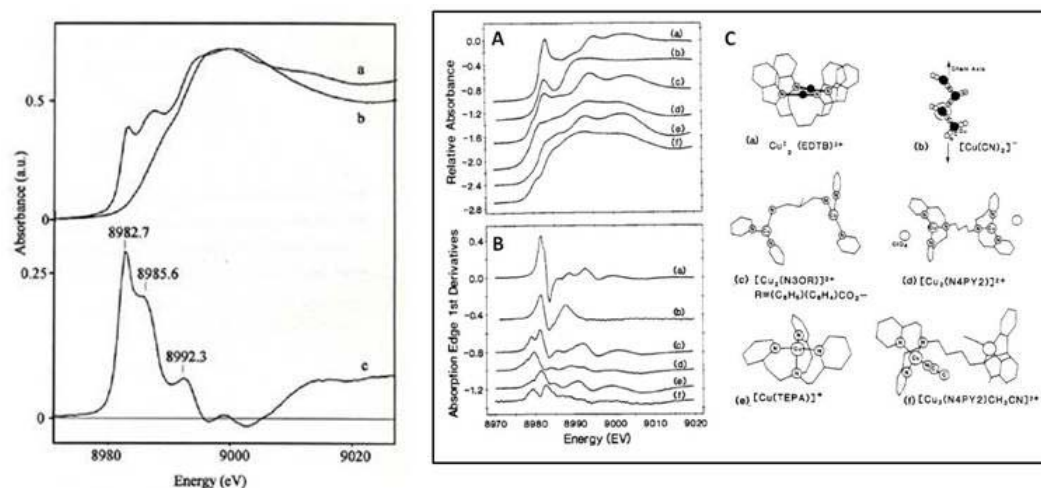 Absorbance (a.u.)
0.5
0
0.25
0
a
b
8982.7
8985.6
8992.3
c
8980
9000
9020
Energy (eV)
A
Relative Absorbance
0.0
-0.4
-0.8
-1.2
-1.6
-2.0
-2.4
-2.8
(a)
(b)
(c)
(d)
(e)
(f)
B
Absorption Edge 1st Derivatives
0.4
0.0
-0.4
-0.8
-1.2
(a)
(b)
(c)
(d)
(e)
(f)
8970
8980
8990
9000
9010
9020
Energy (EV)
C
(a) Cu¹₂ (EDTB)²⁺
Chain Axis
(b) [Cu(CN)₂]⁻
(c) [Cu₂(N3OR)]²⁺
R=(C₆H₅)(C₆H₄)CO₂–
ClO₄
(d) [Cu₂(N4PY2)]²⁺
(e) [Cu(TEPA)]⁺
(f) [Cu₂(N4PY2)CH₃CN]²⁺